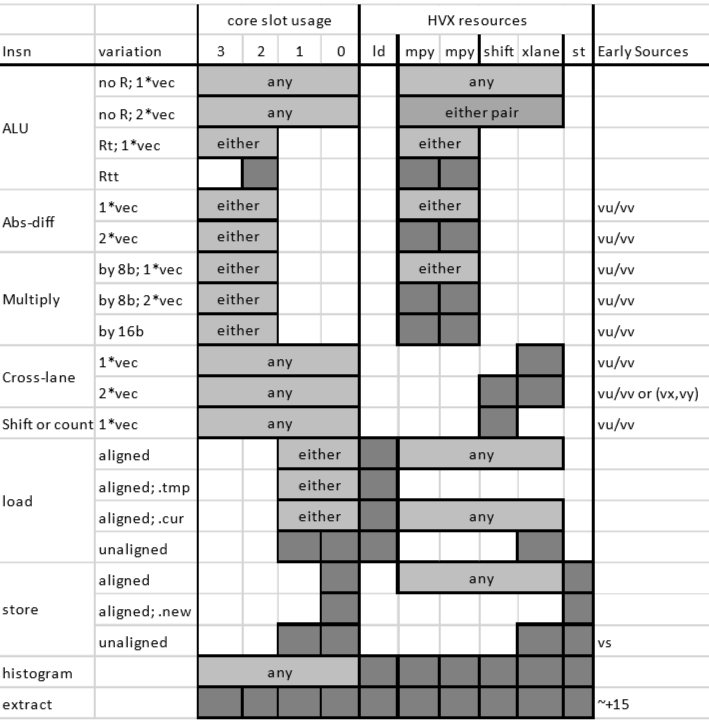 core slot usage HVX resources
Insn variation 3 2 1 0 ld mpy mpy shift xlane st Early Sources
ALU
no R; 1*vec any any
no R; 2*vec any either pair
Rt; 1*vec either either
Rtt
Abs-diff
1*vec either either vu/vv
2*vec either vu/vv
Multiply
by 8b; 1*vec either either vu/vv
by 8b; 2*vec either vu/vv
by 16b either vu/vv
Cross-lane
1*vec any vu/vv
2*vec any vu/vv or (vx,vy)
Shift or count 1*vec any vu/vv
load
aligned either any
aligned; .tmp either
aligned; .cur either any
unaligned
store
aligned any
aligned; .new
unaligned vs
histogram any
extract ~+15